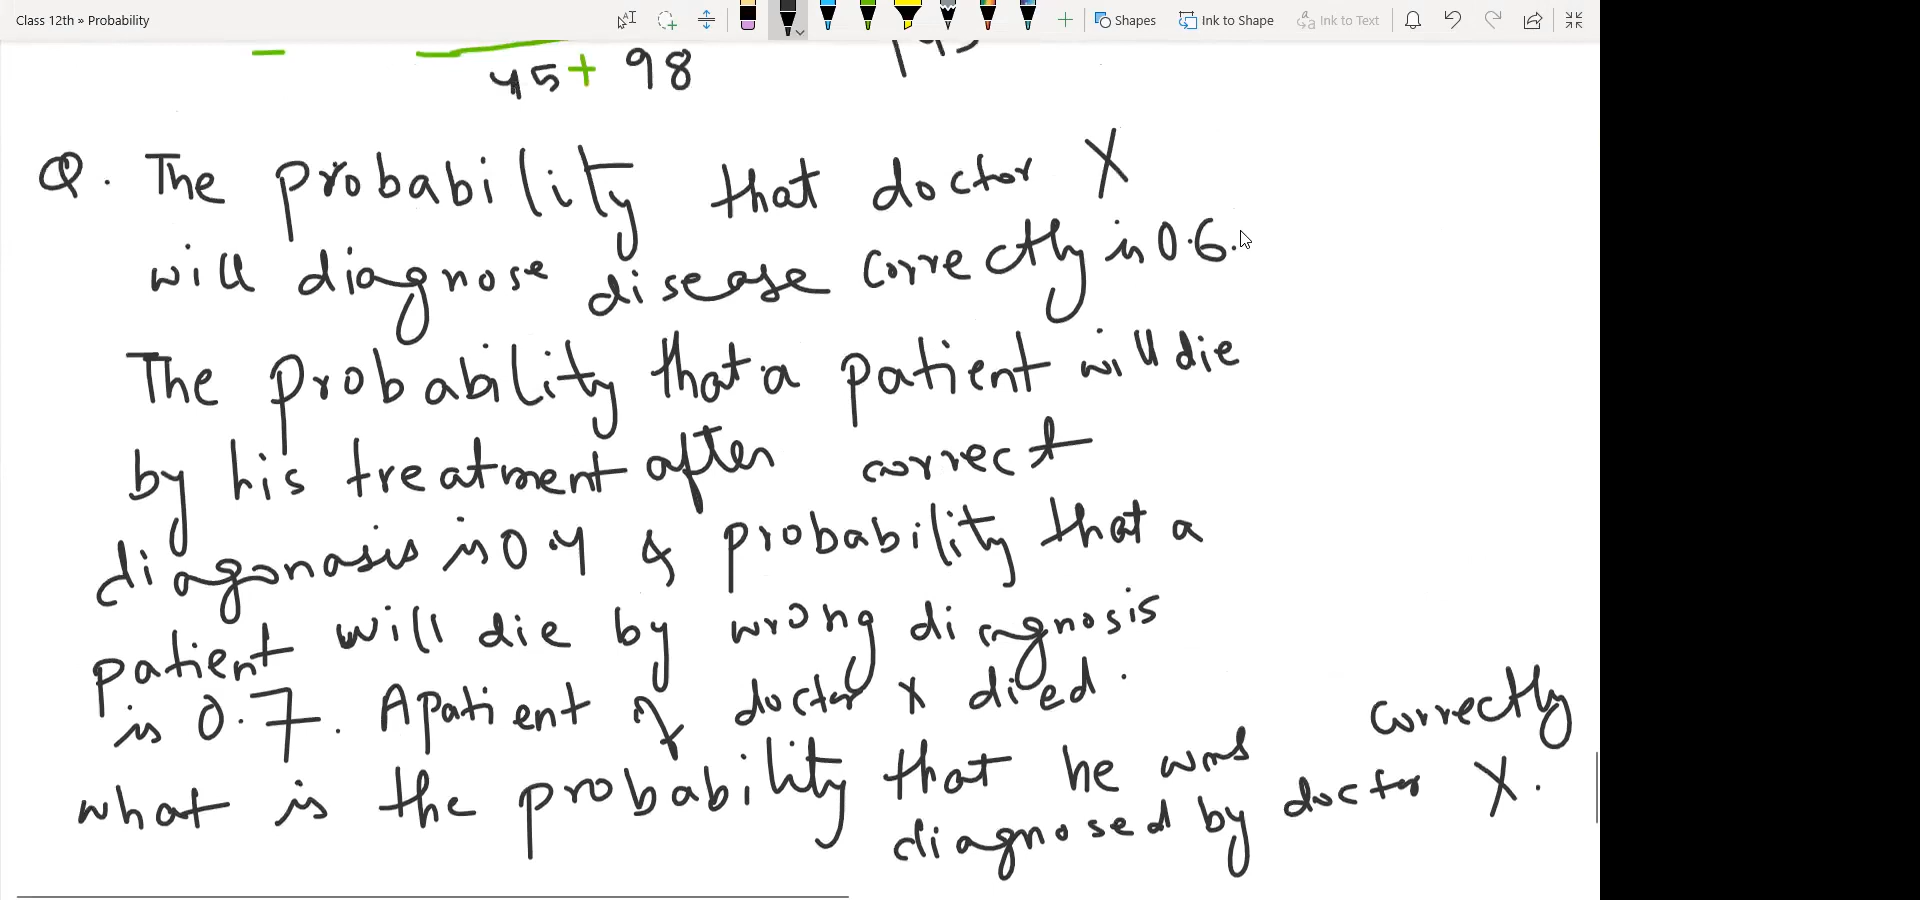 Class 12th » Probability
Shapes
Ink to Shape
Ink to Text
45 + 98
Q. The probability that doctor X
will diagnose disease correctly is 0.6.
The probability that a patient will die
by his treatment after correct
diagonasis is 0.4 & probability that a
patient will die by wrong diagnosis
is 0.7. A patient of doctor X died.
what is the probability that he was correctly
diagnosed by doctor X.